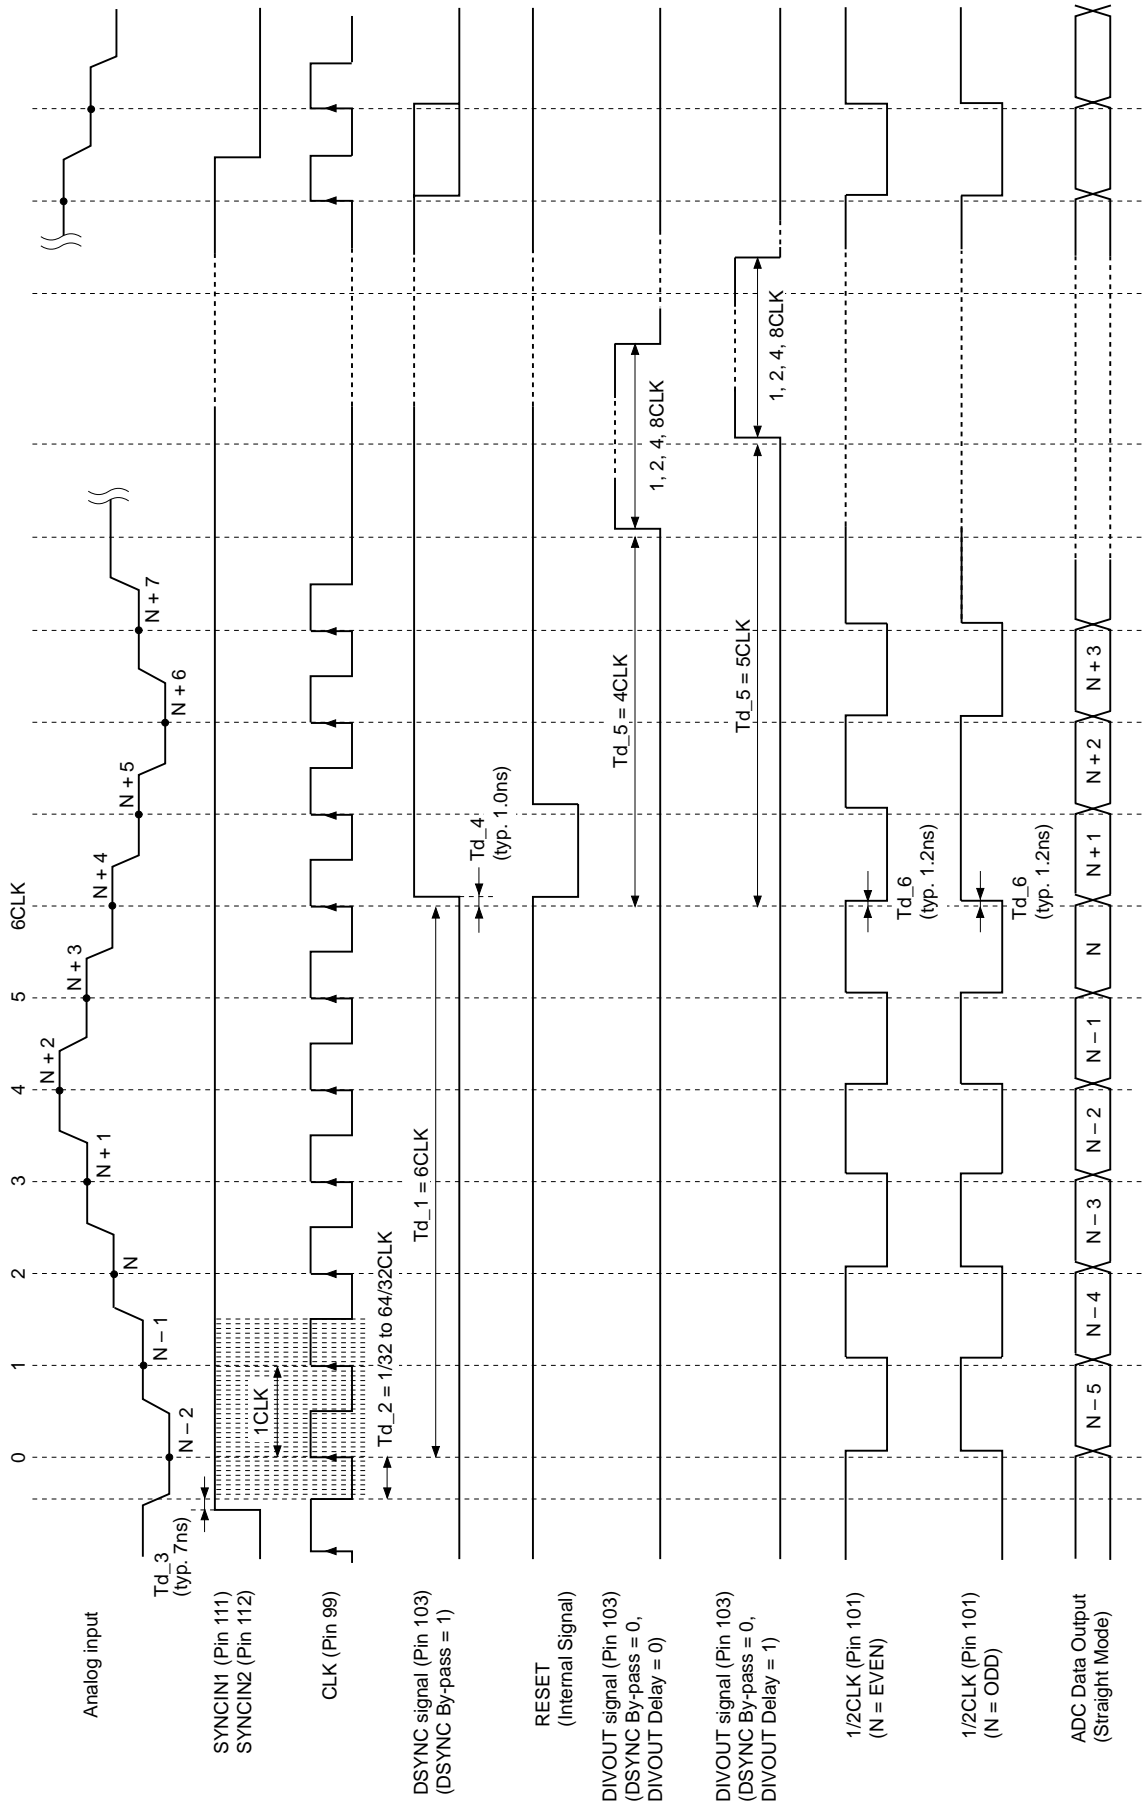 0
1
2
3
4
5
6CLK
Analog input
N – 2
N – 1
N
N + 1
N + 2
N + 3
N + 4
N + 5
N + 6
N + 7
Td_3
(typ. 7ns)
SYNCIN1 (Pin 111)
SYNCIN2 (Pin 112)
1CLK
CLK (Pin 99)
Td_2 = 1/32 to 64/32CLK
DSYNC signal (Pin 103)
(DSYNC By-pass = 1)
Td_1 = 6CLK
Td_4
(typ. 1.0ns)
RESET
(Internal Signal)
DIVOUT signal (Pin 103)
(DSYNC By-pass = 0,
DIVOUT Delay = 0)
Td_5 = 4CLK
1, 2, 4, 8CLK
DIVOUT signal (Pin 103)
(DSYNC By-pass = 0,
DIVOUT Delay = 1)
Td_5 = 5CLK
1, 2, 4, 8CLK
1/2CLK (Pin 101)
(N = EVEN)
Td_6
(typ. 1.2ns)
1/2CLK (Pin 101)
(N = ODD)
Td_6
(typ. 1.2ns)
ADC Data Output
(Straight Mode)
N – 5
N – 4
N – 3
N – 2
N – 1
N
N + 1
N + 2
N + 3